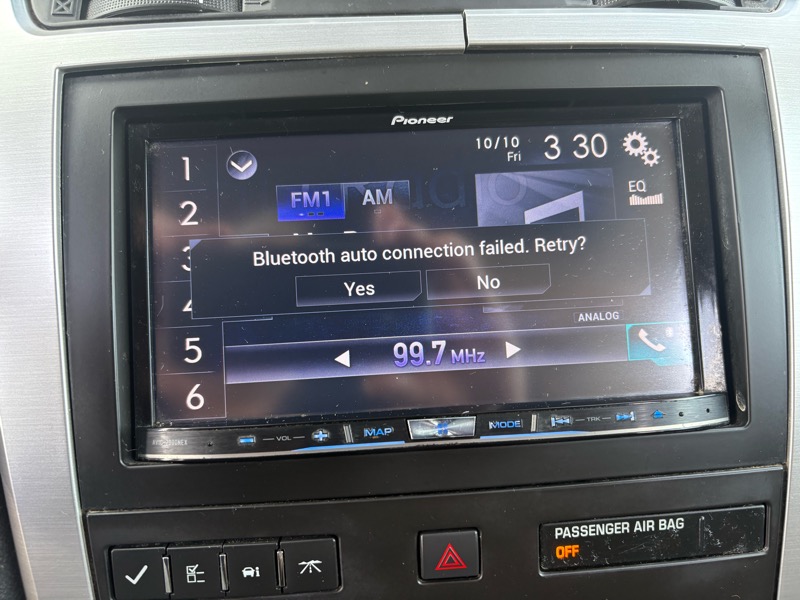 Pioneer
10/10
Fri
3 30
1
2
3
4
5
6
FM1
AM
EQ
Bluetooth auto connection failed. Retry?
Yes
No
ANALOG
99.7 MHz
VOL
MAP
MODE
TRK
PASSENGER AIR BAG
OFF